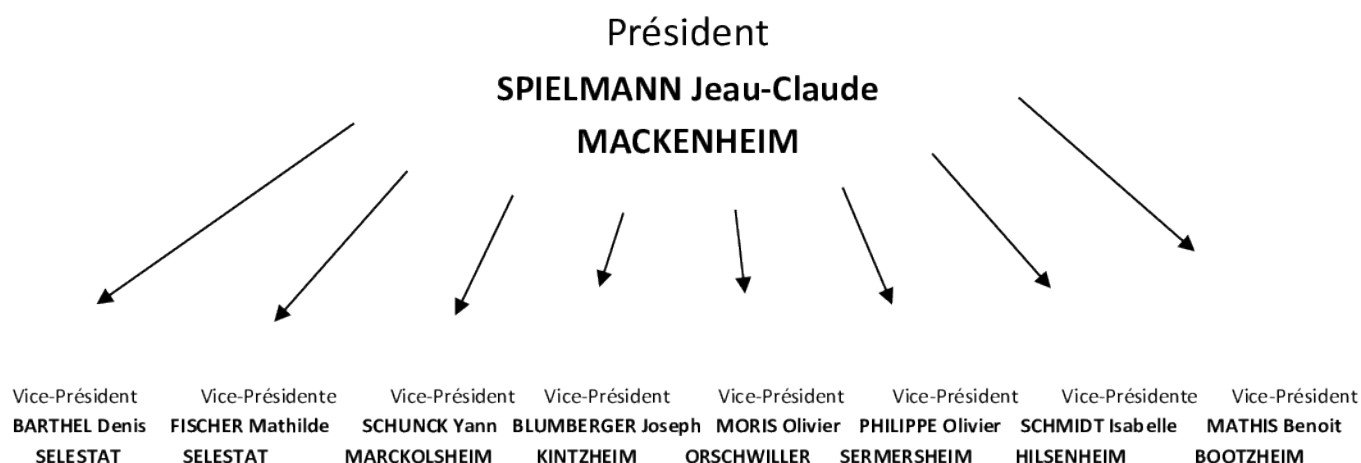 Président
SPIELMANN Jeau-Claude
MACKENHEIM
Vice-Président Vice-Présidente Vice-Président Vice-Président Vice-Président Vice-Président Vice-Présidente Vice-Président
BARTHEL Denis FISCHER Mathilde SCHUNCK Yann BLUMBERGER Joseph MORIS Olivier PHILIPPE Olivier SCHMIDT Isabelle MATHIS Benoit
SELESTAT SELESTAT MARCKOLSHEIM KINTZHEIM ORSCHWILLER SERMERSHEIM HILSENHEIM BOOTZHEIM